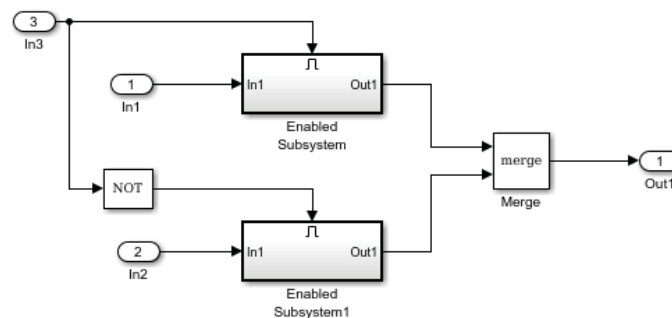 3
In3
1
In1
In1
Out1
Enabled
Subsystem
merge
Merge
1
Out1
NOT
2
In2
In1
Out1
Enabled
Subsystem1